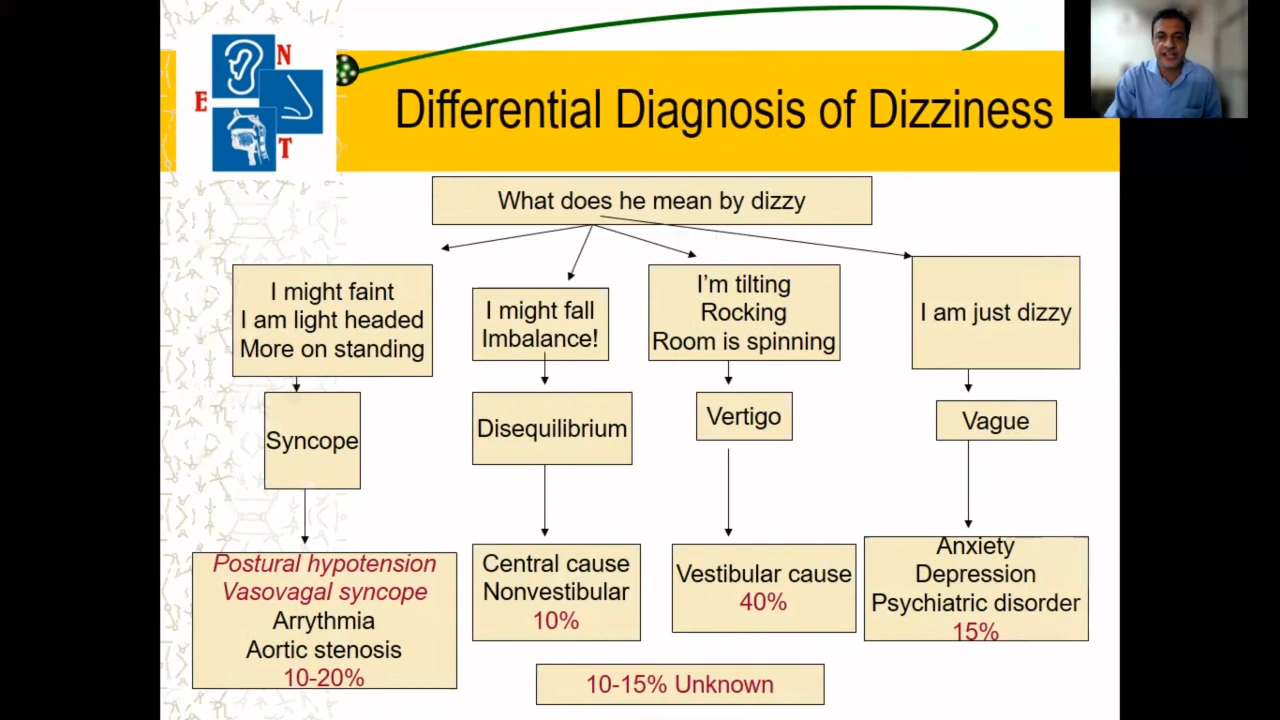 E
N
T
Differential Diagnosis of Dizziness
What does he mean by dizzy
I might faint
I am light headed
More on standing
I might fall
Imbalance!
I'm tilting
Rocking
Room is spinning
I am just dizzy
Syncope
Disequilibrium
Vertigo
Vague
Postural hypotension
Vasovagal syncope
Arrythmia
Aortic stenosis
10-20%
Central cause
Nonvestibular
10%
Vestibular cause
40%
Anxiety
Depression
Psychiatric disorder
15%
10-15% Unknown